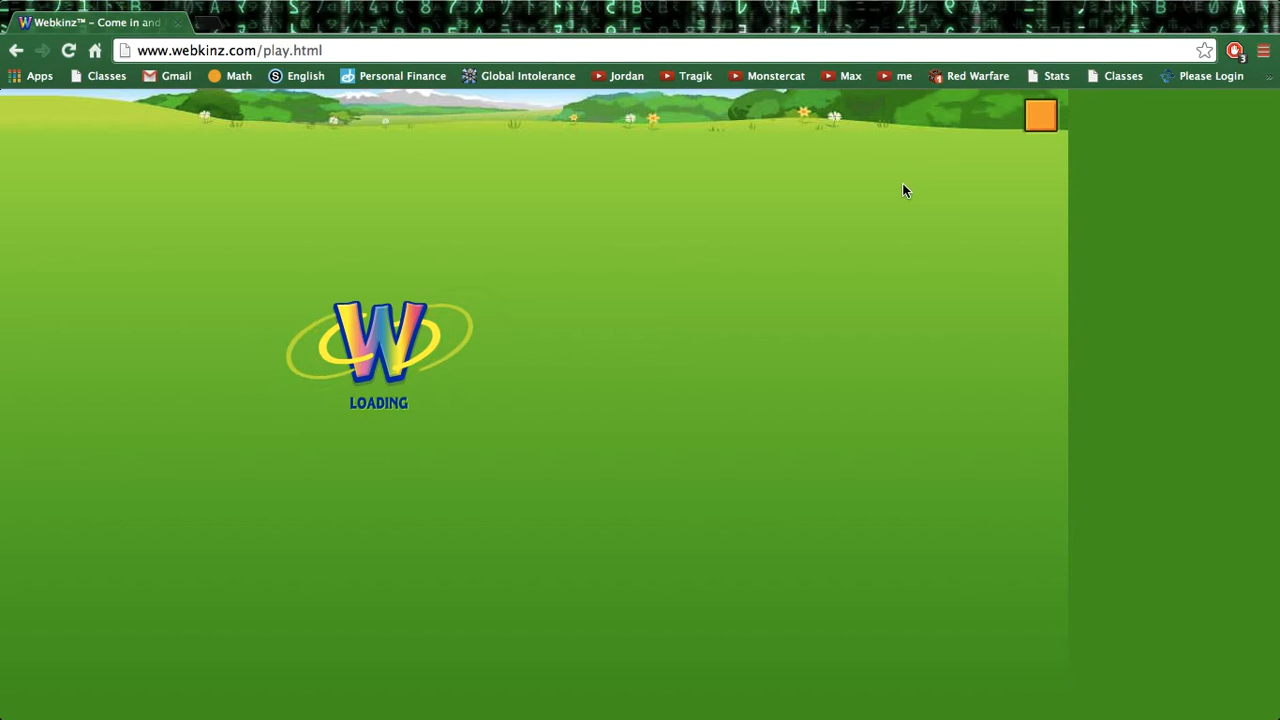 Webkinz™ – Come in and
www.webkinz.com/play.html
Apps Classes Gmail Math English Personal Finance Global Intolerance Jordan Tragik Monstercat Max me Red Warfare Stats Classes Please Login »
3
W
LOADING